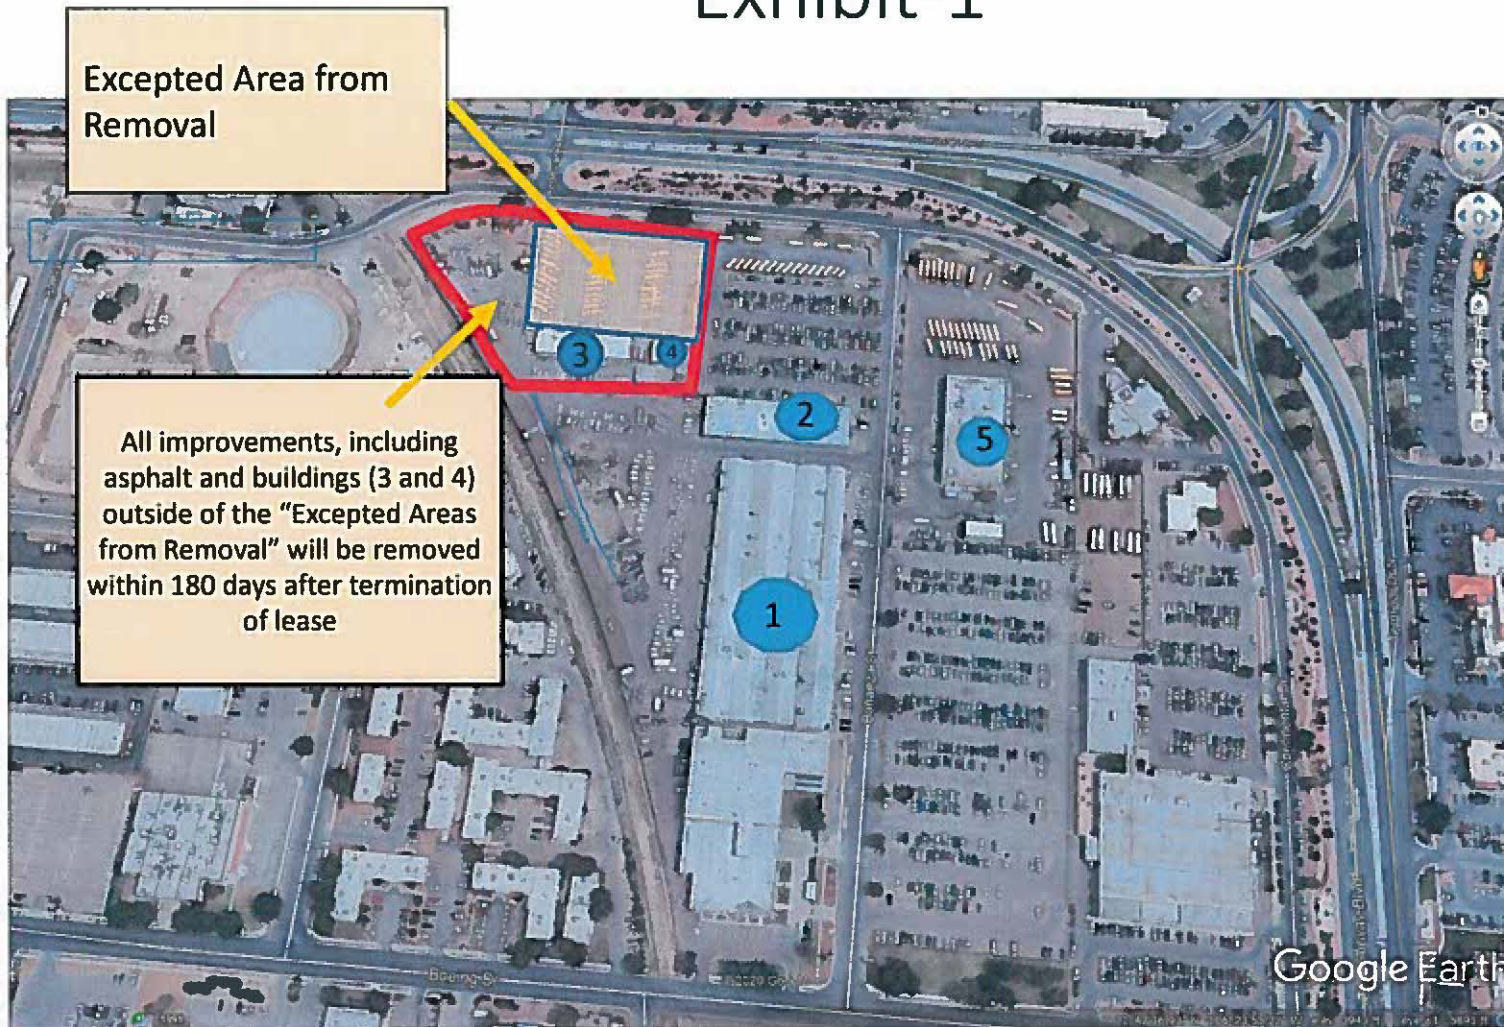 Exhibit 1
Excepted Area from
Removal
3
4
2
5
All improvements, including
asphalt and buildings (3 and 4)
outside of the “Excepted Areas
from Removal” will be removed
within 180 days after termination
of lease
1
Boeing
Google Earth